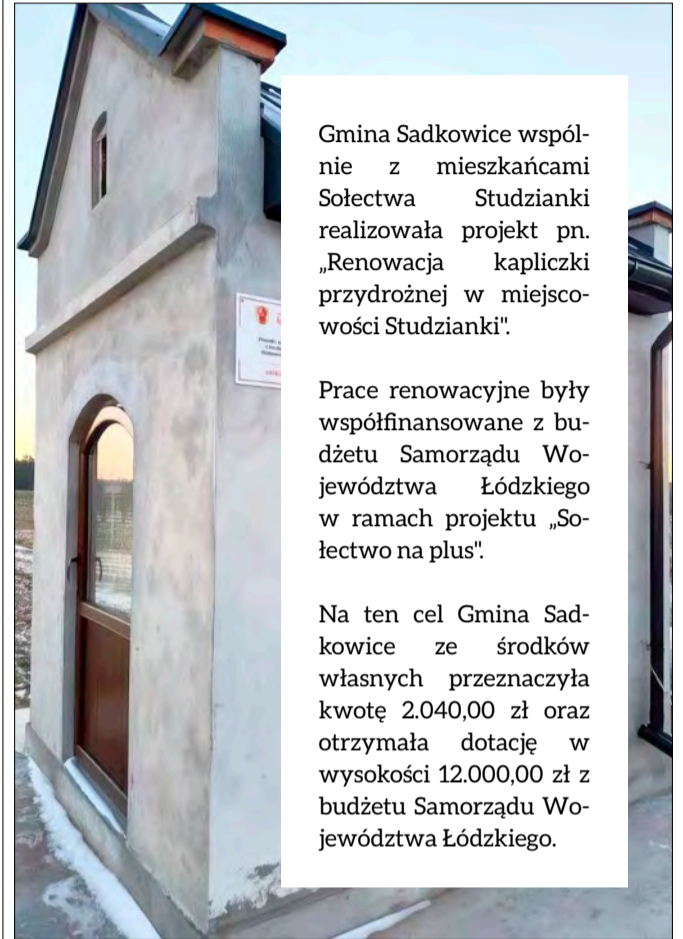 Gmina Sadkowice wspól-
nie z mieszkańcami
Sołectwa Studzianki
realizowała projekt pn.
„Renowacja kapliczki
przydrożnej w miejsco-
wości Studzianki".
Prace renowacyjne były
współfinansowane z bu-
dżetu Samorządu Wo-
jewództwa Łódzkiego
w ramach projektu „So-
łectwo na plus".
Na ten cel Gmina Sad-
kowice ze środków
własnych przeznaczyła
kwotę 2.040,00 zł oraz
otrzymała dotację w
wysokości 12.000,00 zł z
budżetu Samorządu Wo-
jewództwa Łódzkiego.